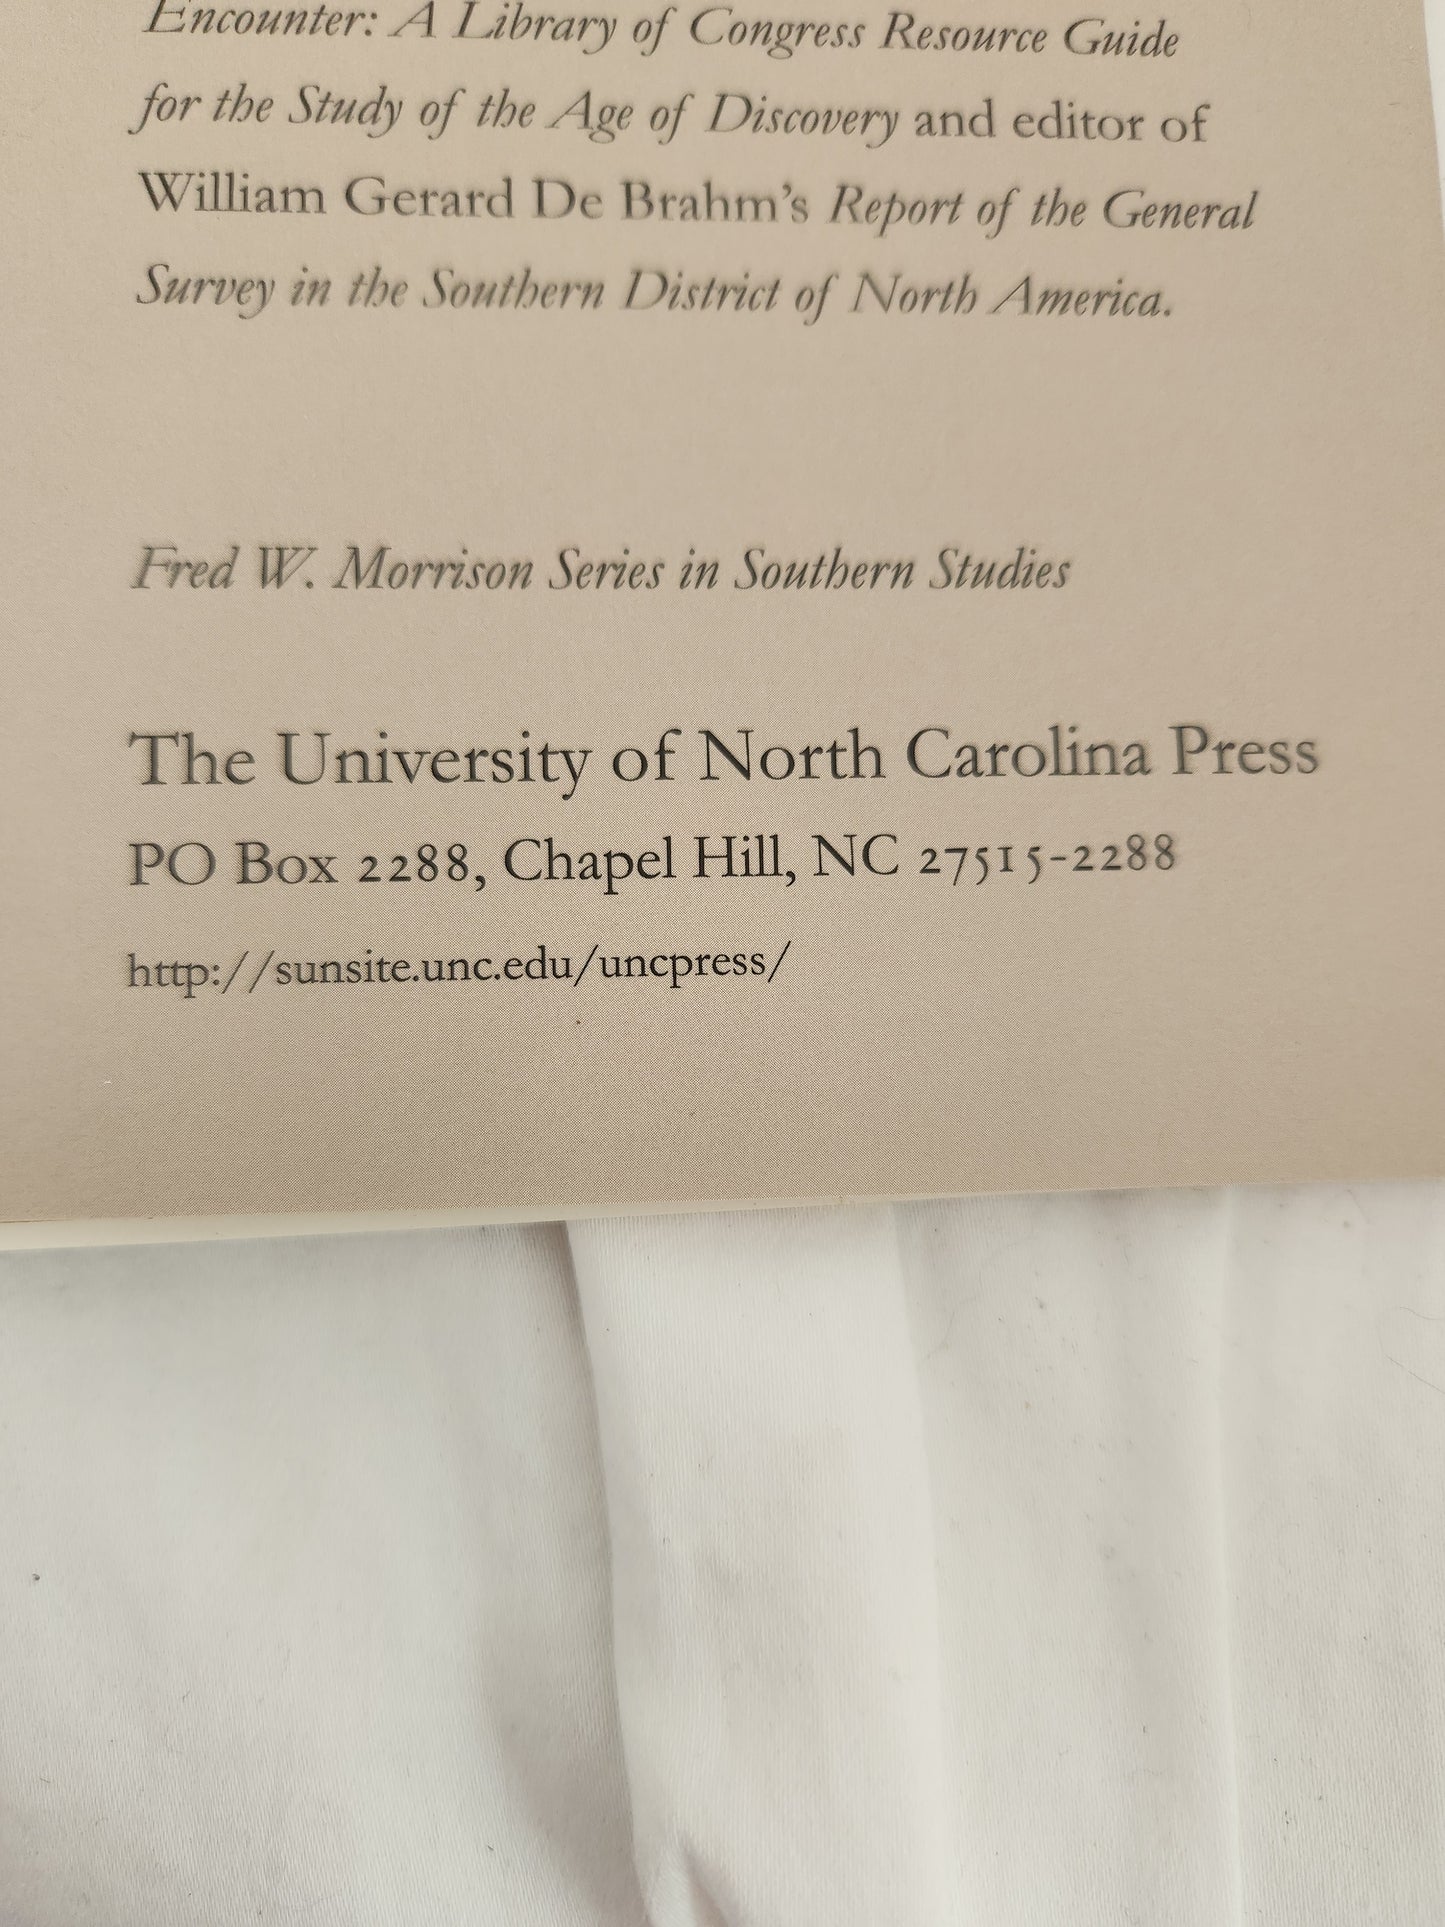 Encounter: A Library of Congress Resource Guide
for the Study of the Age of Discovery and editor of
William Gerard De Brahm’s Report of the General
Survey in the Southern District of North America.
Fred W. Morrison Series in Southern Studies
The University of North Carolina Press
PO Box 2288, Chapel Hill, NC 27515-2288
http://sunsite.unc.edu/uncpress/